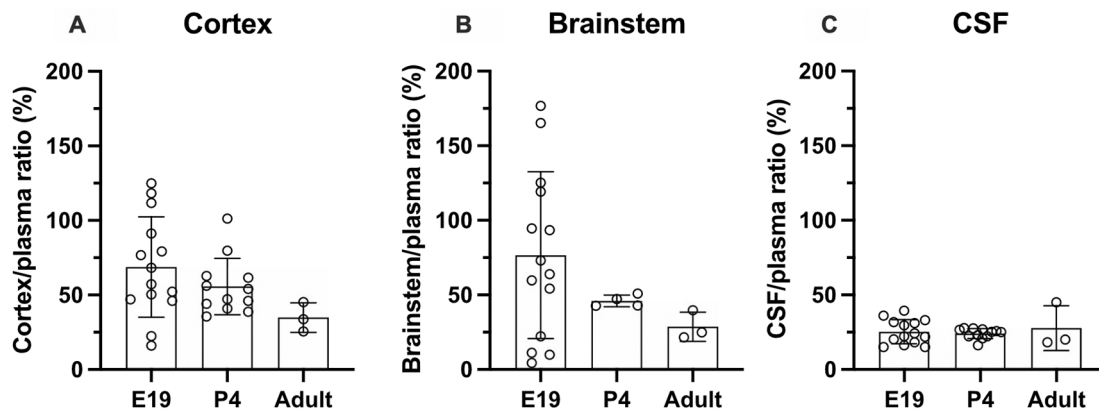 A Cortex
Cortex/plasma ratio (%)
200
150
100
50
0
E19 P4 Adult
B Brainstem
Brainstem/plasma ratio (%)
200
150
100
50
0
E19 P4 Adult
C CSF
CSF/plasma ratio (%)
200
150
100
50
0
E19 P4 Adult